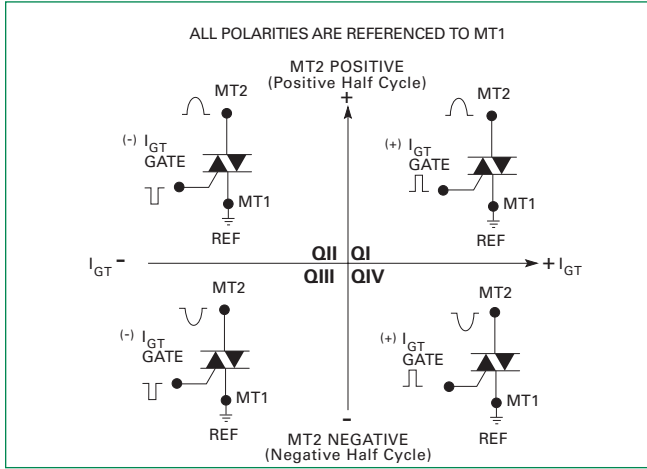 ALL POLARITIES ARE REFERENCED TO MT1
MT2 POSITIVE
(Positive Half Cycle)
+
MT2
(-) IGT
GATE
MT1
REF
MT2
(+) IGT
GATE
MT1
REF
IGT -
QII QI
+ IGT
QIII QIV
MT2
(-) IGT
GATE
MT1
REF
MT2
(+) IGT
GATE
MT1
REF
-
MT2 NEGATIVE
(Negative Half Cycle)